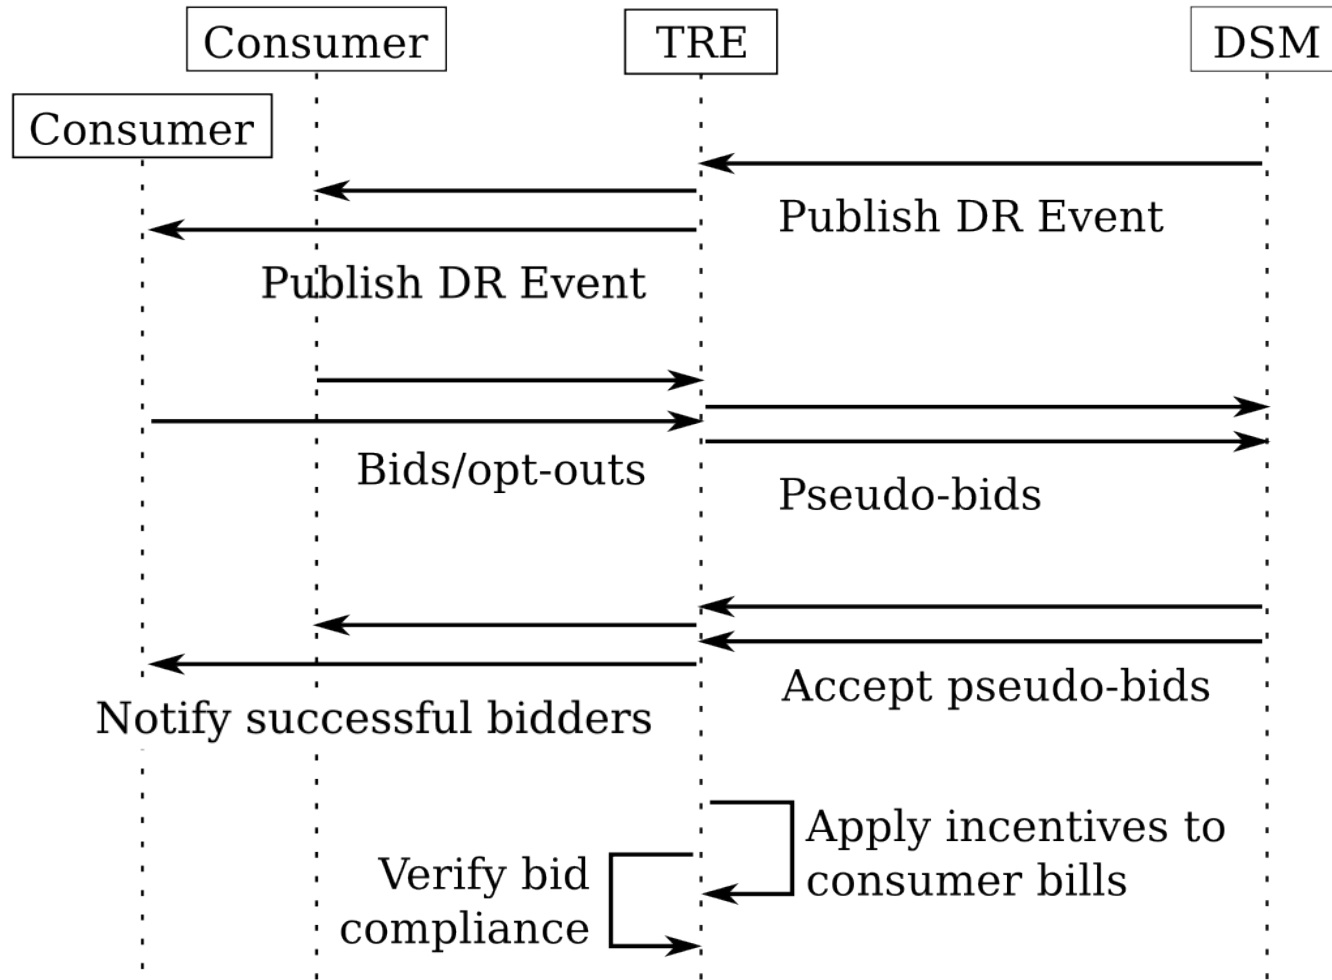 Consumer
TRE
DSM
Consumer
Publish DR Event
Publish DR Event
Bids/opt-outs
Pseudo-bids
Accept pseudo-bids
Notify successful bidders
Apply incentives to
consumer bills
Verify bid
compliance